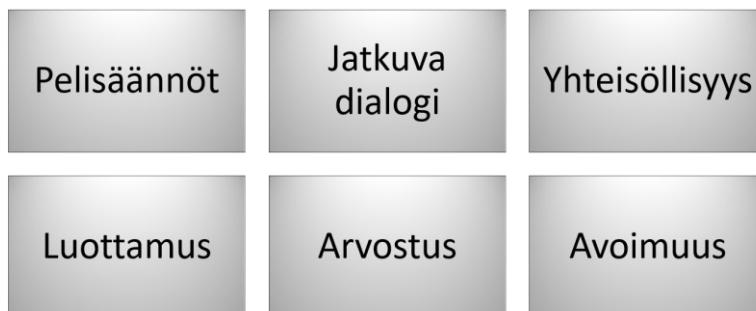 Pelisäännöt
Jatkuva
dialogi
Yhteisöllisyys
Luottamus
Arvostus
Avoimuus